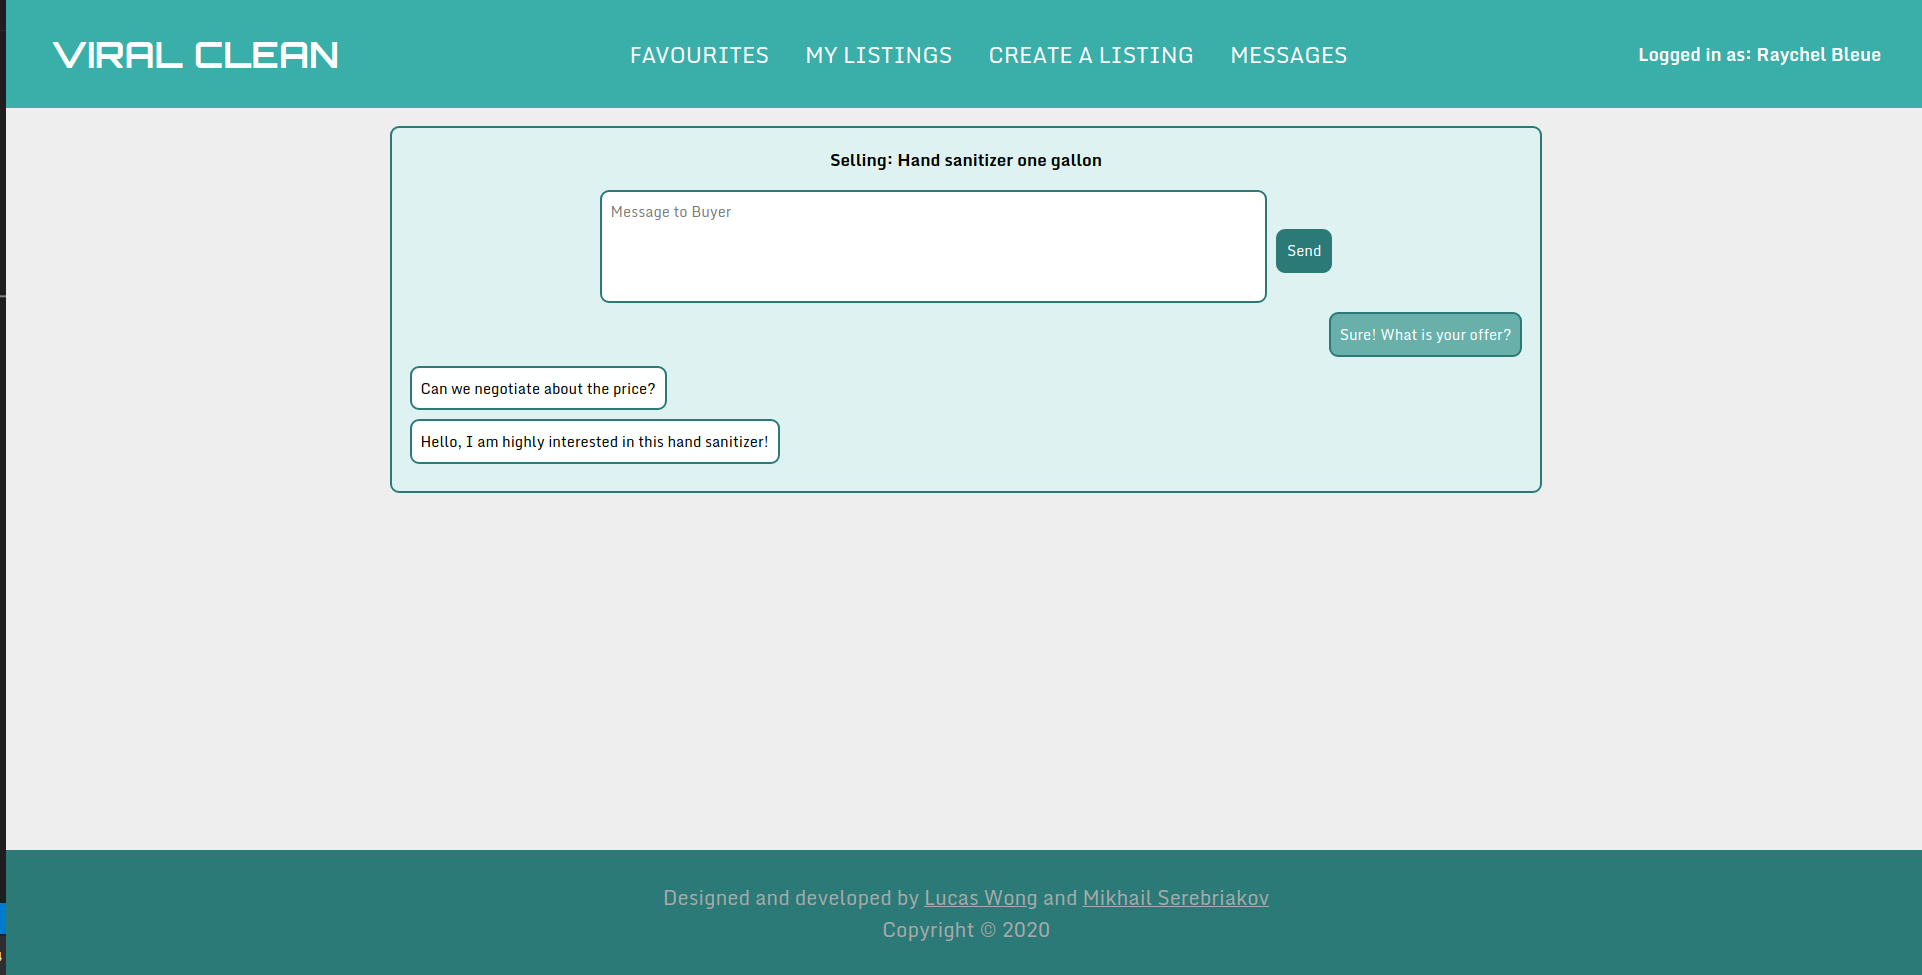 VIRAL CLEAN
FAVOURITES MY LISTINGS CREATE A LISTING MESSAGES
Logged in as: Raychel Bleue
Selling: Hand sanitizer one gallon
Message to Buyer
Send
Sure! What is your offer?
Can we negotiate about the price?
Hello, I am highly interested in this hand sanitizer!
Designed and developed by Lucas Wong and Mikhail Serebriakov
Copyright © 2020